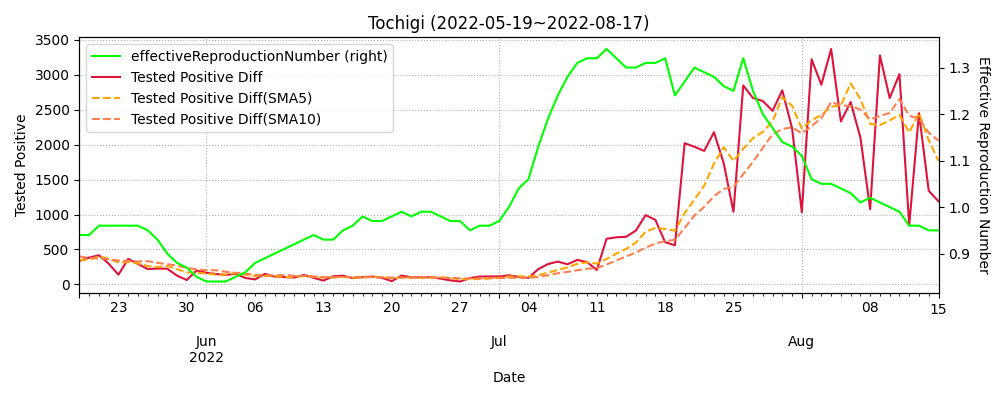 Tochigi (2022-05-19~2022-08-17)
effectiveReproductionNumber (right)
Tested Positive Diff
Tested Positive Diff(SMA5)
Tested Positive Diff(SMA10)
3500
3000
2500
2000
1500
1000
500
0
Tested Positive
1.3
1.2
1.1
1.0
0.9
Effective Reproduction Number
23 30 06 13 20 27 04 11 18 25 08 15
Jun Jul Aug
2022
Date